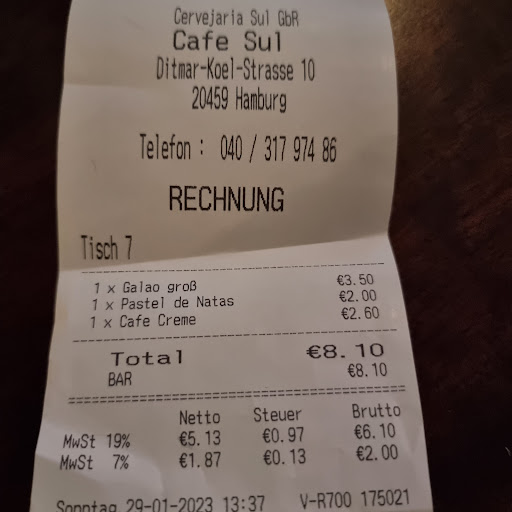 Cervejaria Sul GbR
Cafe Sul
Ditmar-Koel-Strasse 10
20459 Hamburg
Telefon : 040 / 317 974 86
RECHNUNG
Tisch 7
1 x Galao groß €3.50
1 x Pastel de Natas €2.00
1 x Cafe Creme €2.60
Total €8.10
BAR €8.10
Netto Steuer Brutto
MwSt 19% €5.13 €0.97 €6.10
MwSt 7% €1.87 €0.13 €2.00
Sonntag 29-01-2023 13:37 V-R700 175021